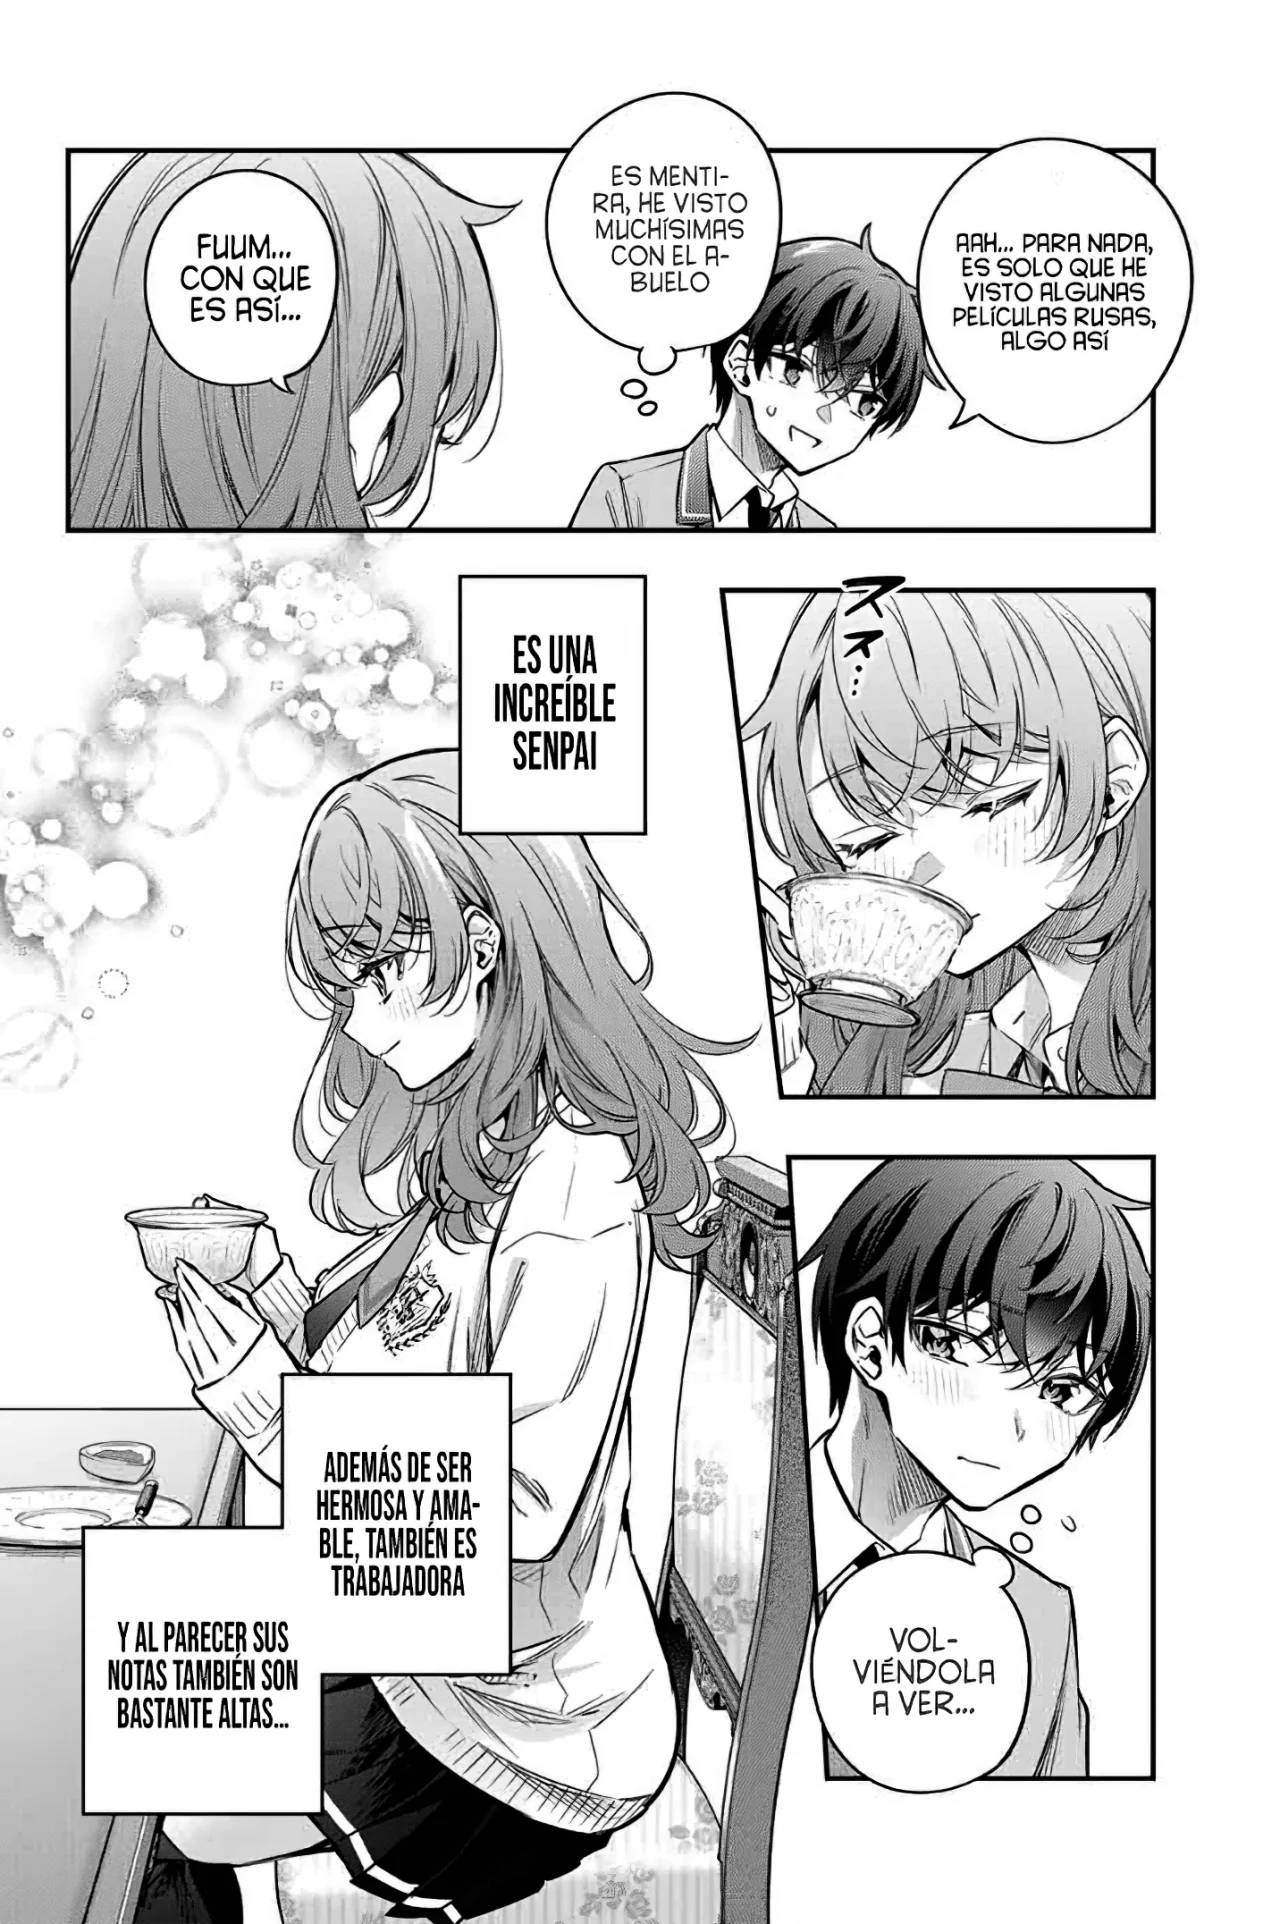 AAH... PARA NADA,
ES SOLO QUE HE
VISTO ALGUNAS
PELÍCULAS RUSAS,
ALGO ASÍ
ES MENTI-
RA, HE VISTO
MUCHÍSIMAS
CON EL A-
BUELO
FUUM...
CON QUE
ES ASÍ...
ス
ス
...
VOL-
VIÉNDOLA
A VER...
ES UNA
INCREÍBLE
SENPAI
ADEMÁS DE SER
HERMOSA Y AMA-
BLE, TAMBIÉN ES
TRABAJADORA
Y AL PARECER SUS
NOTAS TAMBIÉN SON
BASTANTE ALTAS...